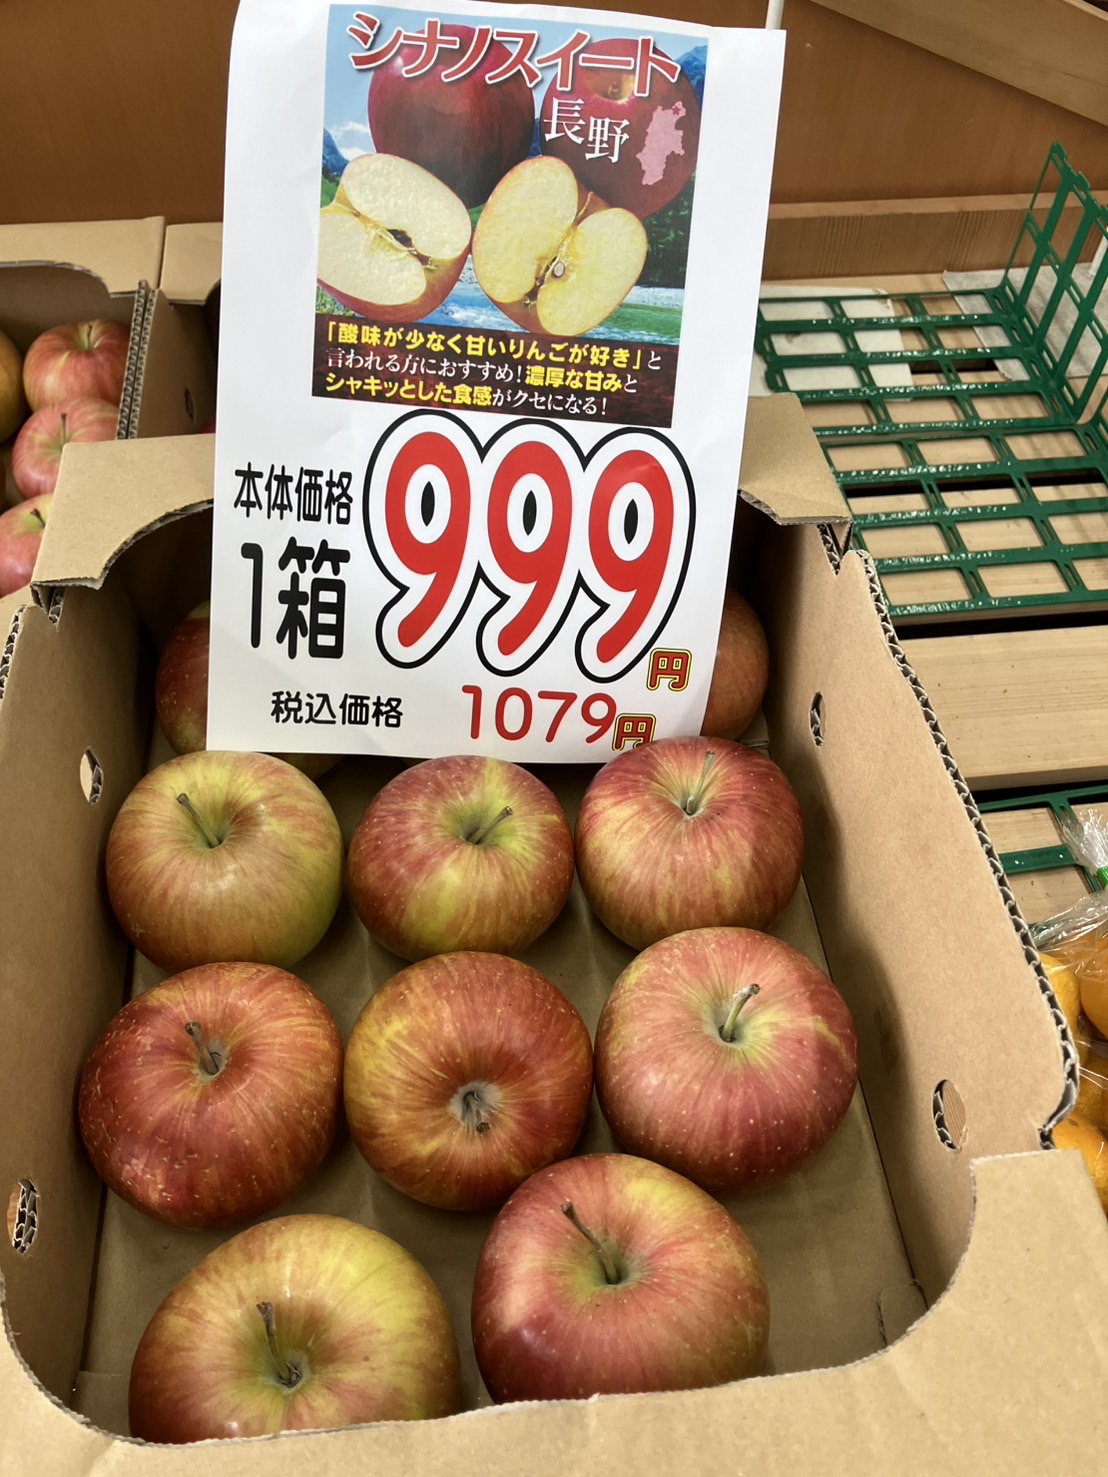 シナノスイート
長野
「酸味が少なく甘いりんごが好き」と
言われる方におすすめ!濃厚な甘みと
シャキッとした食感がクセになる!
本体価格
1箱
999円
税込価格 1079円